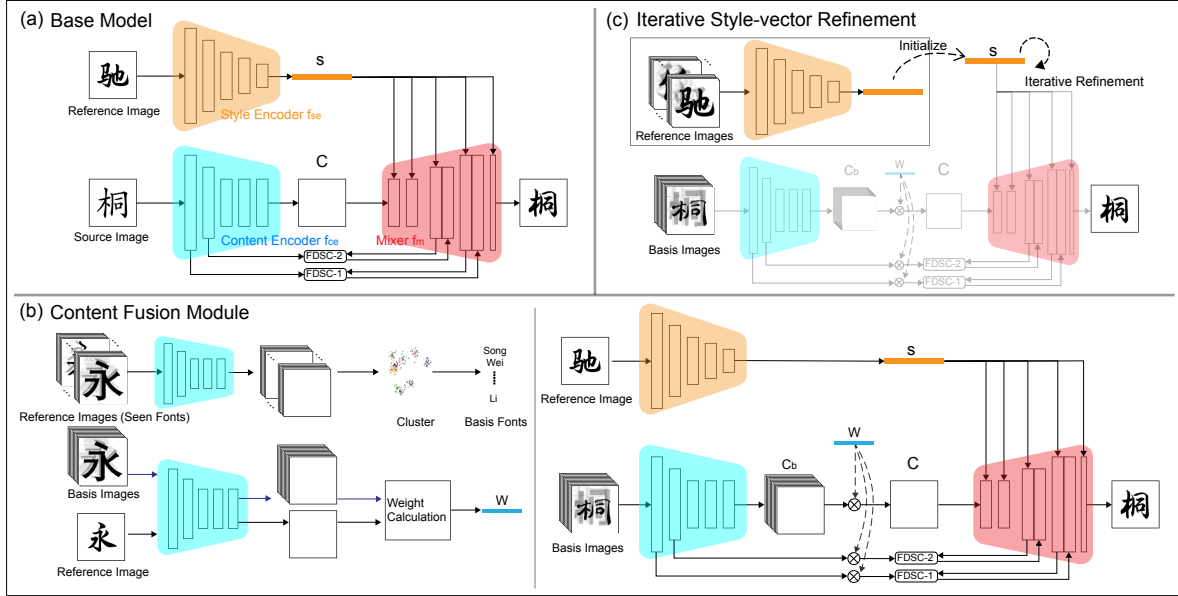 (a) Base Model
驰
Reference Image
Style Encoder fse
s
桐
Source Image
Content Encoder fce
C
Mixer fm
FDSC-2
FDSC-1
桐
(c) Iterative Style-vector Refinement
驰
Reference Images
Initialize
s
Iterative Refinement
桐
Basis Images
Cb
w
C
FDSC-2
FDSC-1
桐
(b) Content Fusion Module
永
Reference Images (Seen Fonts)
Cluster
Song
Wei
Li
Basis Fonts
永
Basis Images
永
Reference Image
Weight
Calculation
w
驰
Reference Image
s
桐
Basis Images
Cb
w
C
FDSC-2
FDSC-1
桐